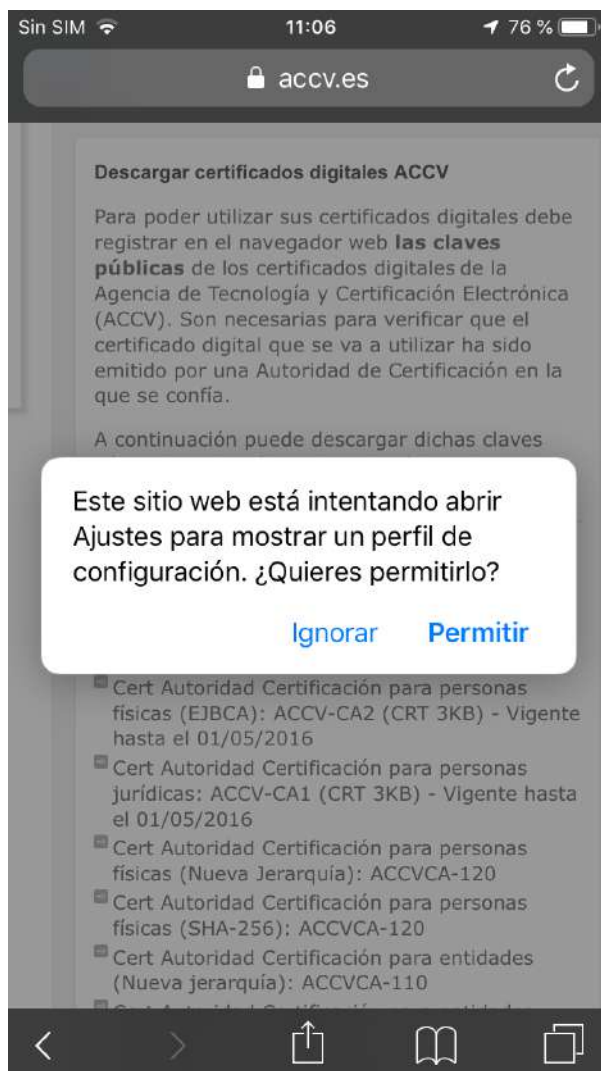 Sin SIM 11:06 76 %
accv.es
Descargar certificados digitales ACCV
Para poder utilizar sus certificados digitales debe
registrar en el navegador web las claves
públicas de los certificados digitales de la
Agencia de Tecnología y Certificación Electrónica
(ACCV). Son necesarias para verificar que el
certificado digital que se va a utilizar ha sido
emitido por una Autoridad de Certificación en la
que se confía.
A continuación puede descargar dichas claves
Este sitio web está intentando abrir
Ajustes para mostrar un perfil de
configuración. ¿Quieres permitirlo?
Ignorar Permitir
Cert Autoridad Certificación para personas
físicas (EJBCA): ACCV-CA2 (CRT 3KB) - Vigente
hasta el 01/05/2016
Cert Autoridad Certificación para personas
jurídicas: ACCV-CA1 (CRT 3KB) - Vigente hasta
el 01/05/2016
Cert Autoridad Certificación para personas
físicas (Nueva Jerarquía): ACCVCA-120
Cert Autoridad Certificación para personas
físicas (SHA-256): ACCVCA-120
Cert Autoridad Certificación para entidades
(Nueva jerarquía): ACCVCA-110